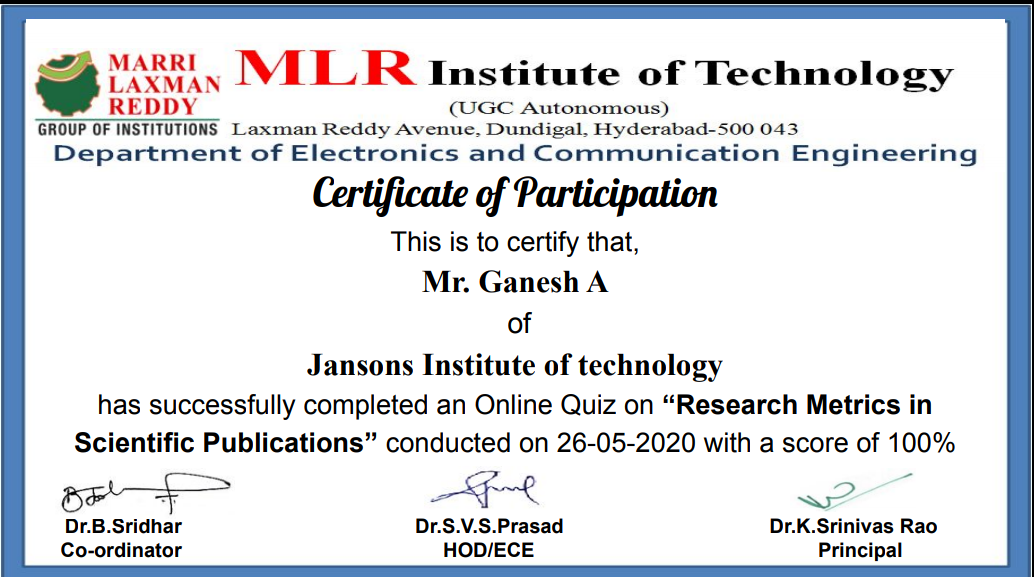 MARRI
LAXMAN
REDDY
GROUP OF INSTITUTIONS
MLR Institute of Technology
(UGC Autonomous)
Laxman Reddy Avenue, Dundigal, Hyderabad-500 043
Department of Electronics and Communication Engineering
Certificate of Participation
This is to certify that,
Mr. Ganesh A
of
Jansons Institute of technology
has successfully completed an Online Quiz on “Research Metrics in
Scientific Publications” conducted on 26-05-2020 with a score of 100%
Dr.B.Sridhar
Co-ordinator
Dr.S.V.S.Prasad
HOD/ECE
Dr.K.Srinivas Rao
Principal